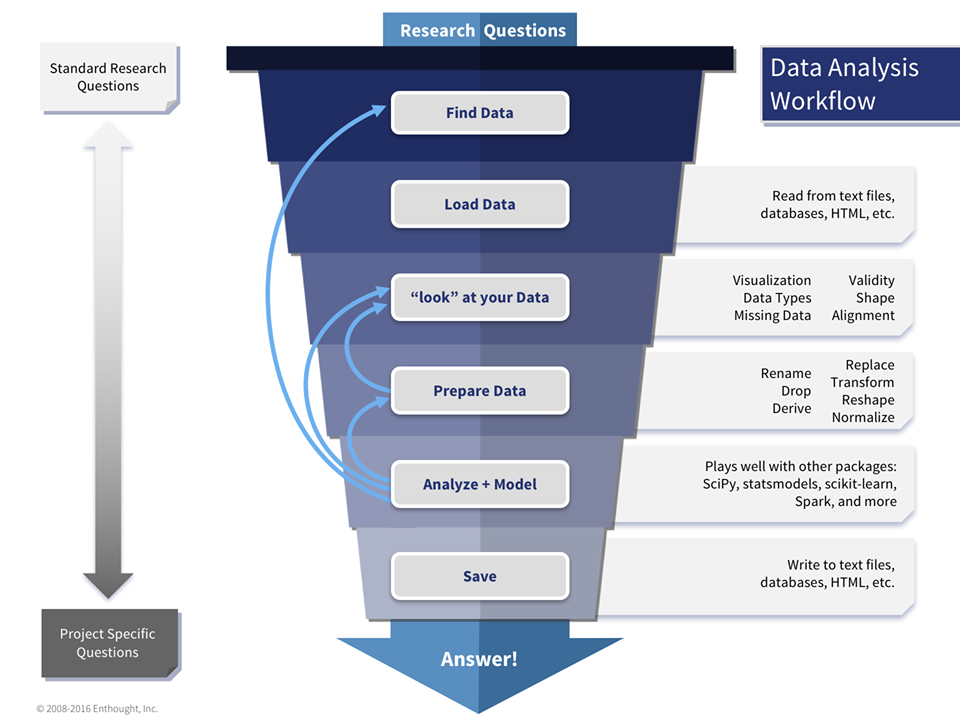 Research Questions
Standard Research
Questions
Data Analysis
Workflow
Find Data
Load Data
Read from text files,
databases, HTML, etc.
“look” at your Data
Visualization
Data Types
Missing Data
Validity
Shape
Alignment
Prepare Data
Rename
Drop
Derive
Replace
Transform
Reshape
Normalize
Analyze + Model
Plays well with other packages:
SciPy, statsmodels, scikit-learn,
Spark, and more
Save
Write to text files,
databases, HTML, etc.
Project Specific
Questions
Answer!
© 2008-2016 Enthought, Inc.